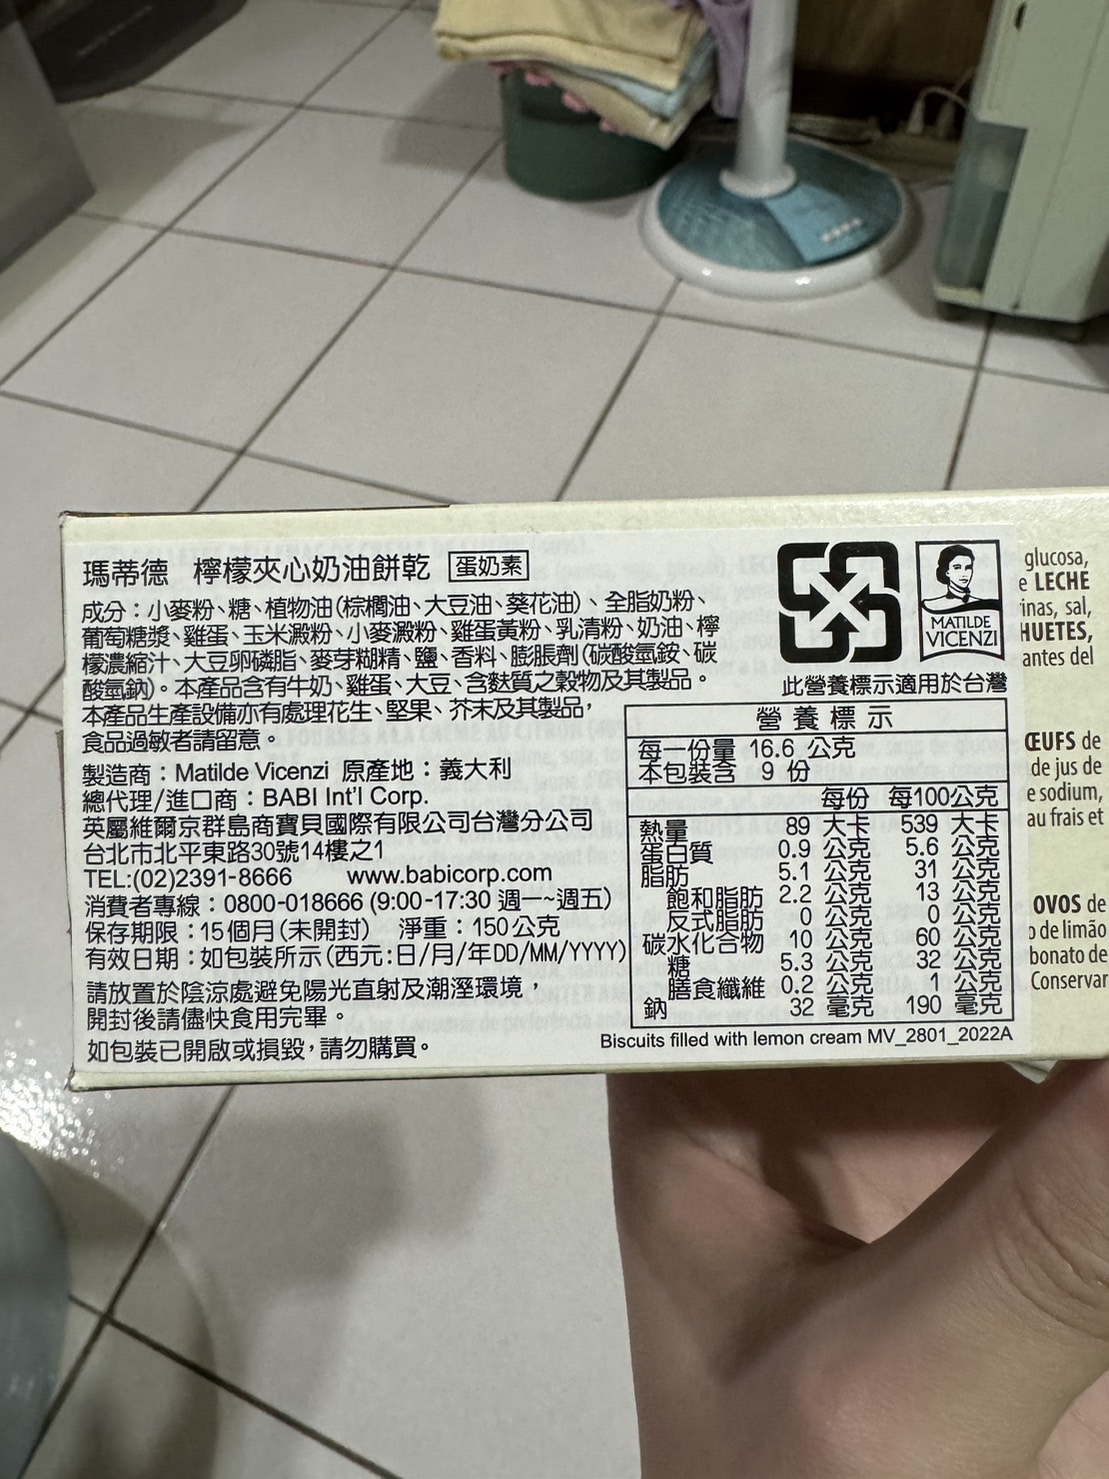 瑪蒂德 檸檬夾心奶油餅乾 蛋奶素
成分：小麥粉、糖、植物油(棕櫚油、大豆油、葵花油)、全脂奶粉、
葡萄糖漿、雞蛋、玉米澱粉、小麥澱粉、雞蛋黃粉、乳清粉、奶油、檸
檬濃縮汁、大豆卵磷脂、麥芽糊精、鹽、香料、膨脹劑(碳酸氫銨、碳
酸氫鈉)。本產品含有牛奶、雞蛋、大豆、含麩質之穀物及其製品。
本產品生產設備亦有處理花生、堅果、芥末及其製品，
食品過敏者請留意。
製造商：Matilde Vicenzi 原產地：義大利
總代理/進口商：BABI Int'l Corp.
英屬維爾京群島商寶貝國際有限公司台灣分公司
台北市北平東路30號14樓之1
TEL:(02)2391-8666 www.babicorp.com
消費者專線：0800-018666 (9:00-17:30 週一~週五)
保存期限：15個月(未開封) 淨重：150公克
有效日期：如包裝所示(西元:日/月/年DD/MM/YYYY)
請放置於陰涼處避免陽光直射及潮溼環境，
開封後請儘快食用完畢。
如包裝已開啟或損毀，請勿購買。
MATILDE
VICENZI
此營養標示適用於台灣
營養標示
每一份量 16.6 公克
本包裝含 9 份
每份 每100公克
熱量 89 大卡 539 大卡
蛋白質 0.9 公克 5.6 公克
脂肪 5.1 公克 31 公克
飽和脂肪 2.2 公克 13 公克
反式脂肪 0 公克 0 公克
碳水化合物 10 公克 60 公克
糖 5.3 公克 32 公克
膳食纖維 0.2 公克 1 公克
鈉 32 毫克 190 毫克
Biscuits filled with lemon cream MV_2801_2022A
glucosa,
e LECHE
inas, sal,
HUETES,
antes del
ŒUFS de
de jus de
e sodium,
au frais et
OVOS de
o de limão
bonato de
Conservar